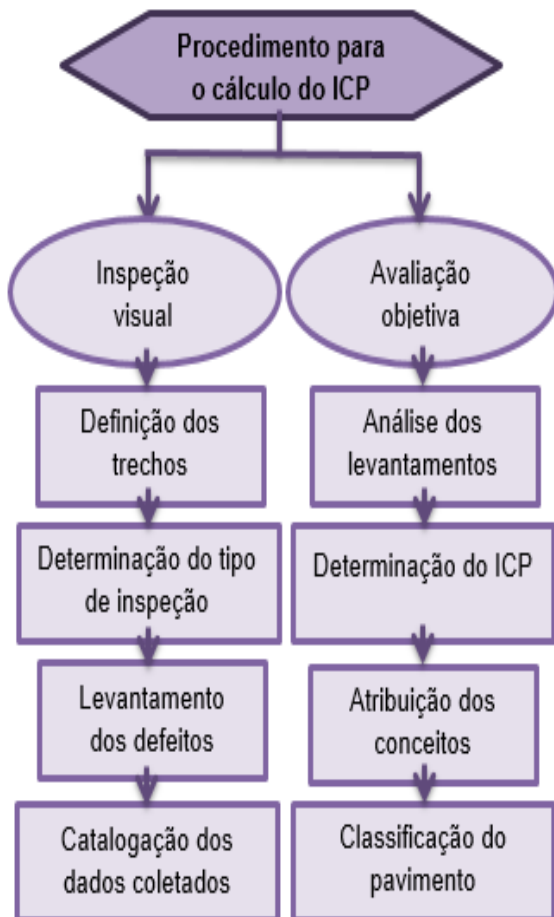 Procedimento para
o cálculo do ICP
Inspeção
visual
Definição dos
trechos
Determinação do tipo
de inspeção
Levantamento
dos defeitos
Catalogação dos
dados coletados
Avaliação
objetiva
Análise dos
levantamentos
Determinação do ICP
Atribuição dos
conceitos
Classificação do
pavimento